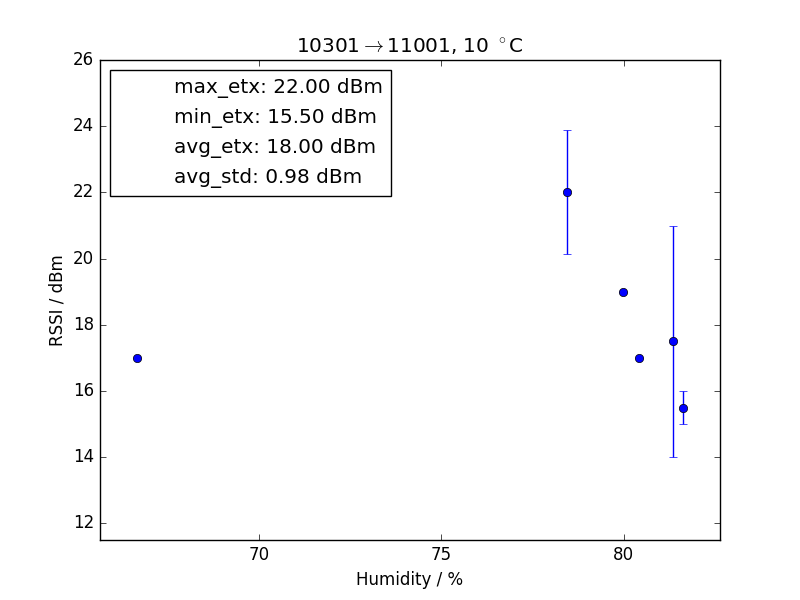 10301→11001, 10 °C
max_etx: 22.00 dBm
min_etx: 15.50 dBm
avg_etx: 18.00 dBm
avg_std: 0.98 dBm
26
24
22
20
18
16
14
12
RSSI / dBm
70 75 80
Humidity / %